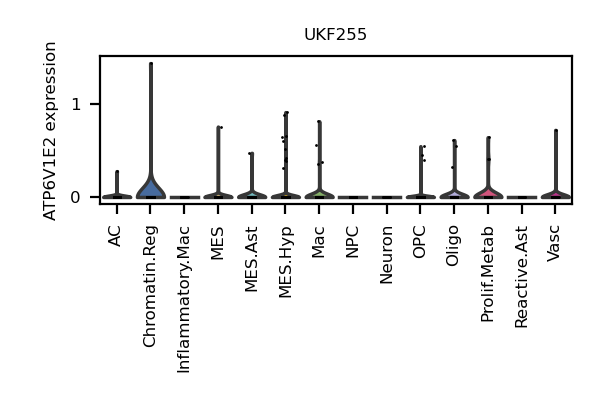 UKF255
ATP6V1E2 expression
1
0
AC
Chromatin.Reg
Inflammatory.Mac
MES
MES.Ast
MES.Hyp
Mac
NPC
Neuron
OPC
Oligo
Prolif.Metab
Reactive.Ast
Vasc